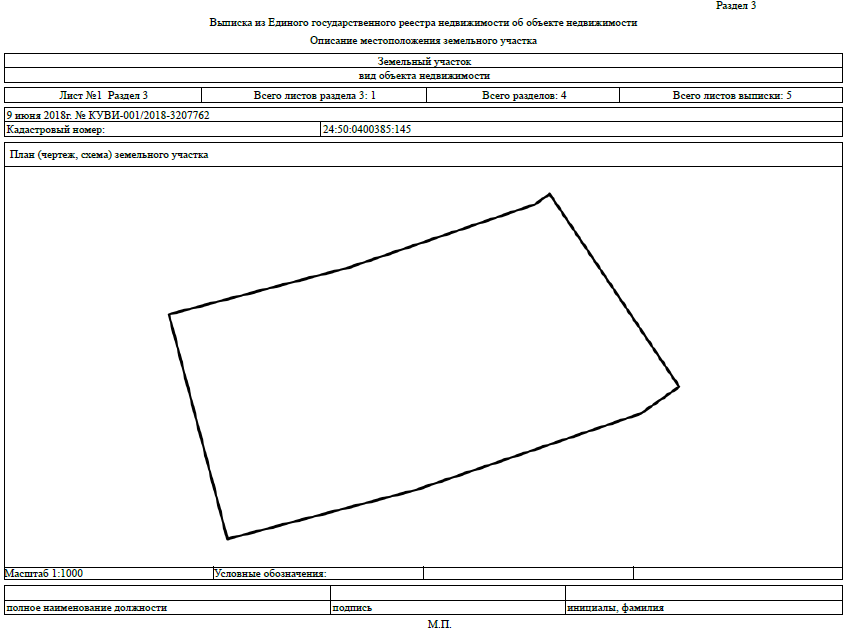 Раздел 3
Выписка из Единого государственного реестра недвижимости об объекте недвижимости
Описание местоположения земельного участка
Земельный участок
вид объекта недвижимости
Лист №1 Раздел 3 Всего листов раздела 3: 1 Всего разделов: 4 Всего листов выписки: 5
9 июня 2018г. № КУВИ-001/2018-3207762
Кадастровый номер: 24:50:0400385:145
План (чертеж, схема) земельного участка
Масштаб 1:1000 Условные обозначения:
полное наименование должности подпись инициалы, фамилия
М.П.